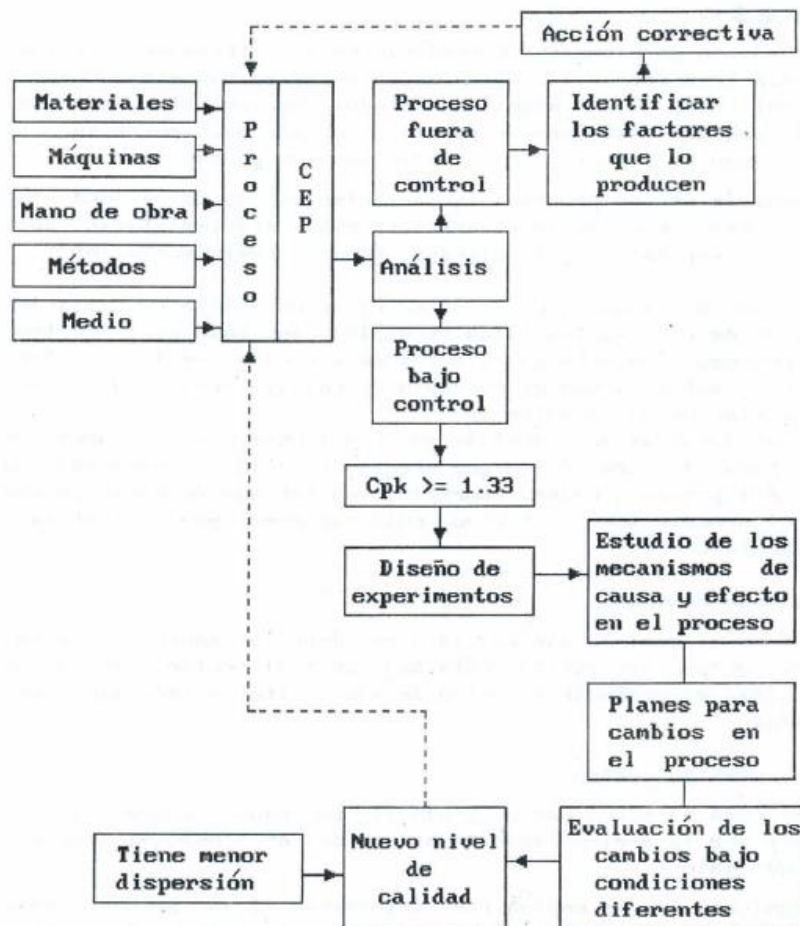 Acción correctiva
Materiales
Máquinas
Mano de obra
Métodos
Medio
P
r
o
c
e
s
o
C
E
P
Proceso
fuera
de
control
Identificar
los factores
que lo
producen
Análisis
Proceso
bajo
control
Cpk >= 1.33
Diseño de
experimentos
Estudio de los
mecanismos de
causa y efecto
en el proceso
Planes para
cambios en
el proceso
Evaluación de los
cambios bajo
condiciones
diferentes
Nuevo nivel
de
calidad
Tiene menor
dispersión